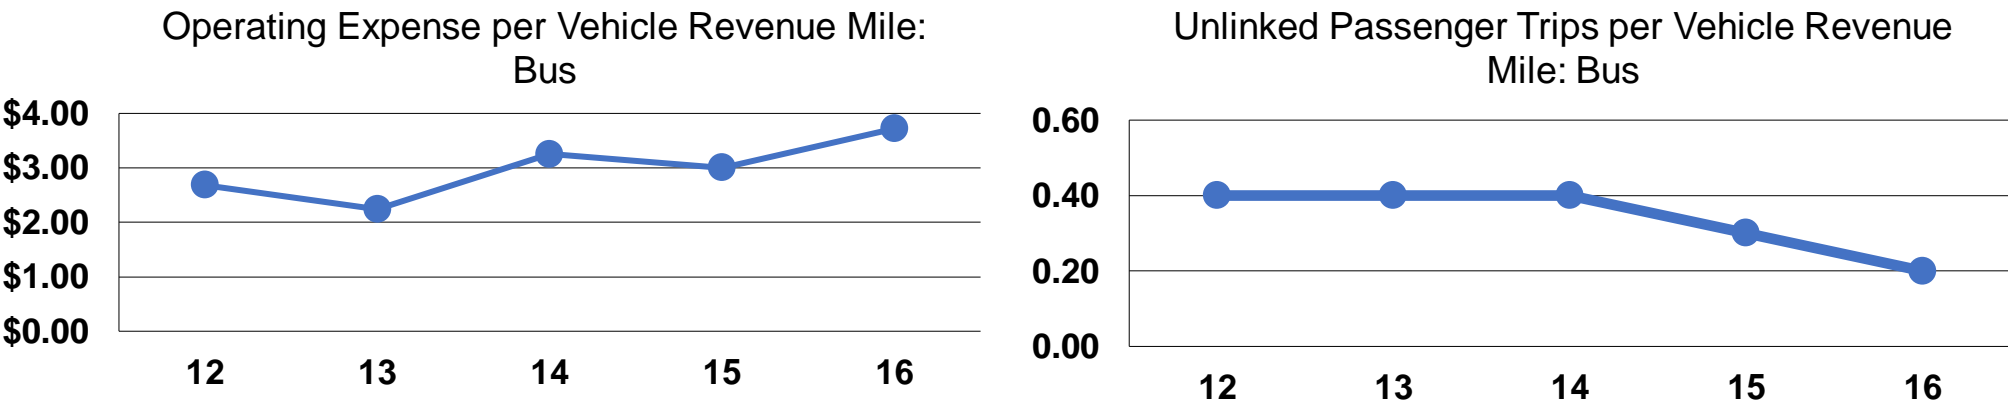 Operating Expense per Vehicle Revenue Mile:
Bus
$4.00
$3.00
$2.00
$1.00
$0.00
12 13 14 15 16
Unlinked Passenger Trips per Vehicle Revenue
Mile: Bus
0.60
0.40
0.20
0.00
12 13 14 15 16